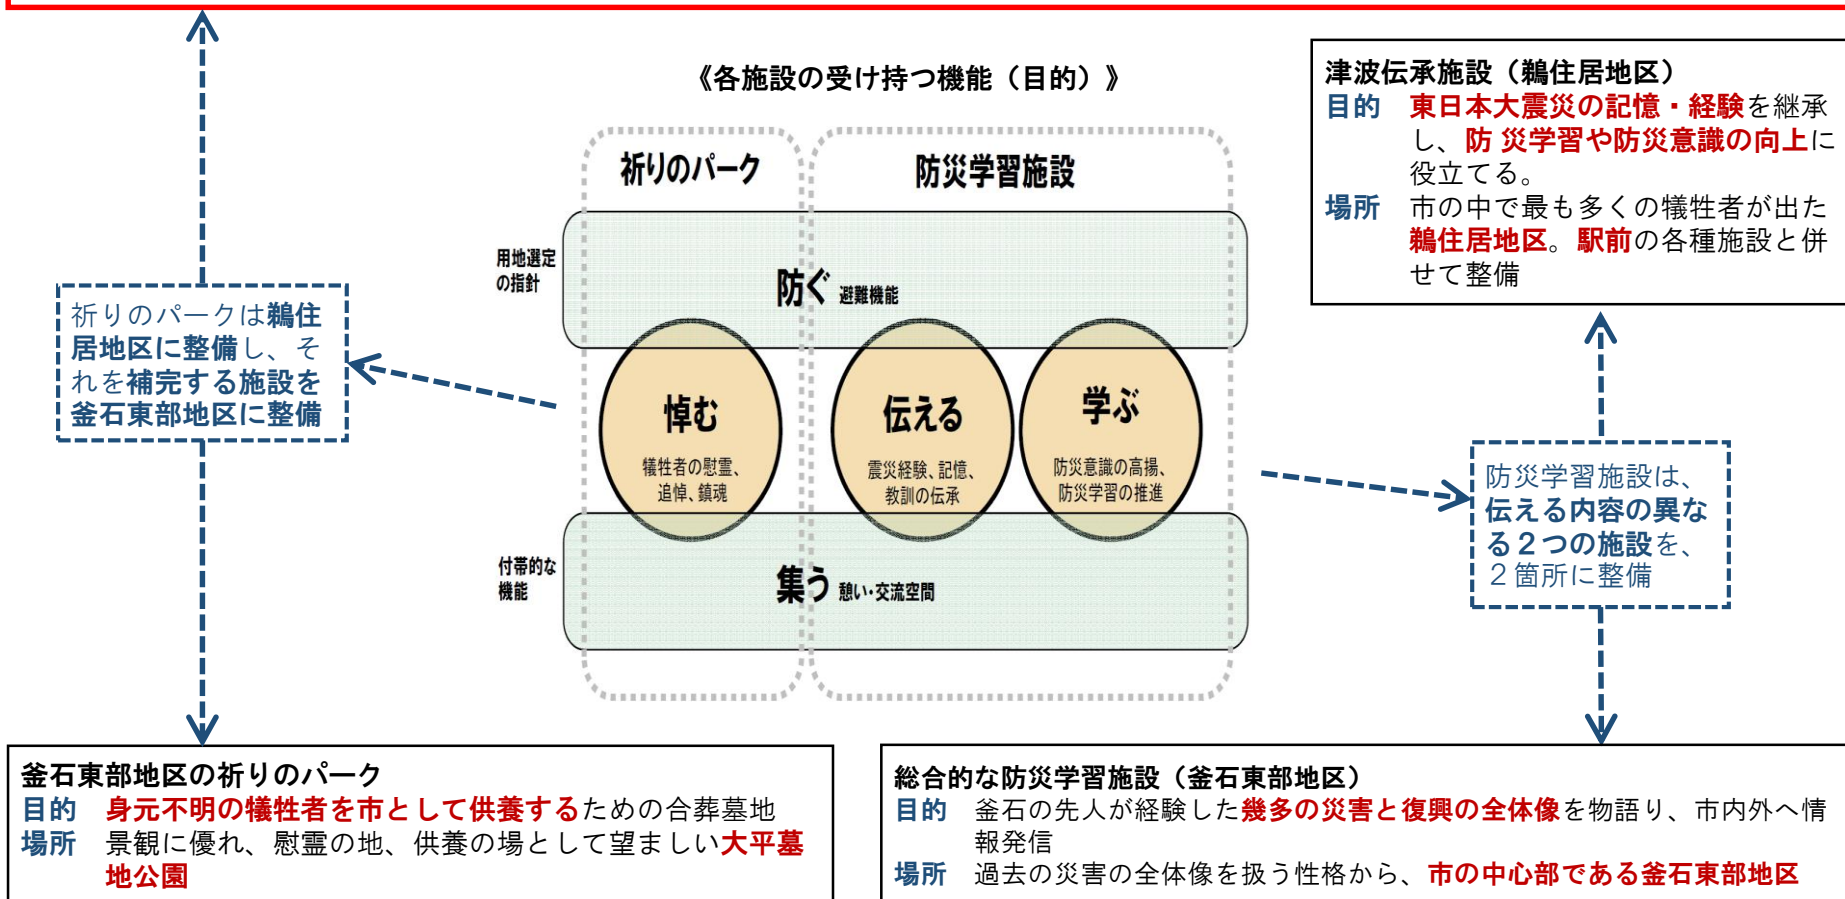 《各施設の受け持つ機能（目的）》
祈りのパーク
防災学習施設
用地選定
の指針
防ぐ 避難機能
悼む
犠牲者の慰霊、
追悼、鎮魂
伝える
震災経験、記憶、
教訓の伝承
学ぶ
防災意識の高揚、
防災学習の推進
付帯的な
機能
集う 憩い・交流空間
祈りのパークは鵜住
居地区に整備し、そ
れを補完する施設を
釜石東部地区に整備
津波伝承施設（鵜住居地区）
目的 東日本大震災の記憶・経験を継承
し、防 災学習や防災意識の向上に
役立てる。
場所 市の中で最も多くの犠牲者が出た
鵜住居地区。駅前の各種施設と併
せて整備
防災学習施設は、
伝える内容の異な
る２つの施設を、
２箇所に整備
釜石東部地区の祈りのパーク
目的 身元不明の犠牲者を市として供養するための合葬墓地
場所 景観に優れ、慰霊の地、供養の場として望ましい大平墓
地公園
総合的な防災学習施設（釜石東部地区）
目的 釜石の先人が経験した幾多の災害と復興の全体像を物語り、市内外へ情
報発信
場所 過去の災害の全体像を扱う性格から、市の中心部である釜石東部地区